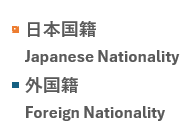 日本国籍
Japanese Nationality
外国籍
Foreign Nationality